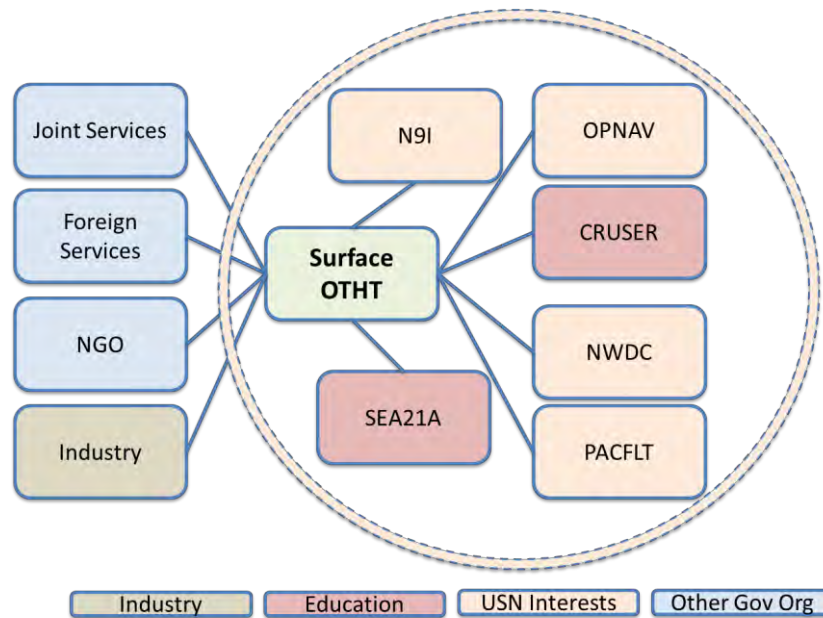 Joint Services
Foreign
Services
NGO
Industry
N9I
Surface
OTHT
SEA21A
OPNAV
CRUSER
NWDC
PACFLT
Industry
Education
USN Interests
Other Gov Org